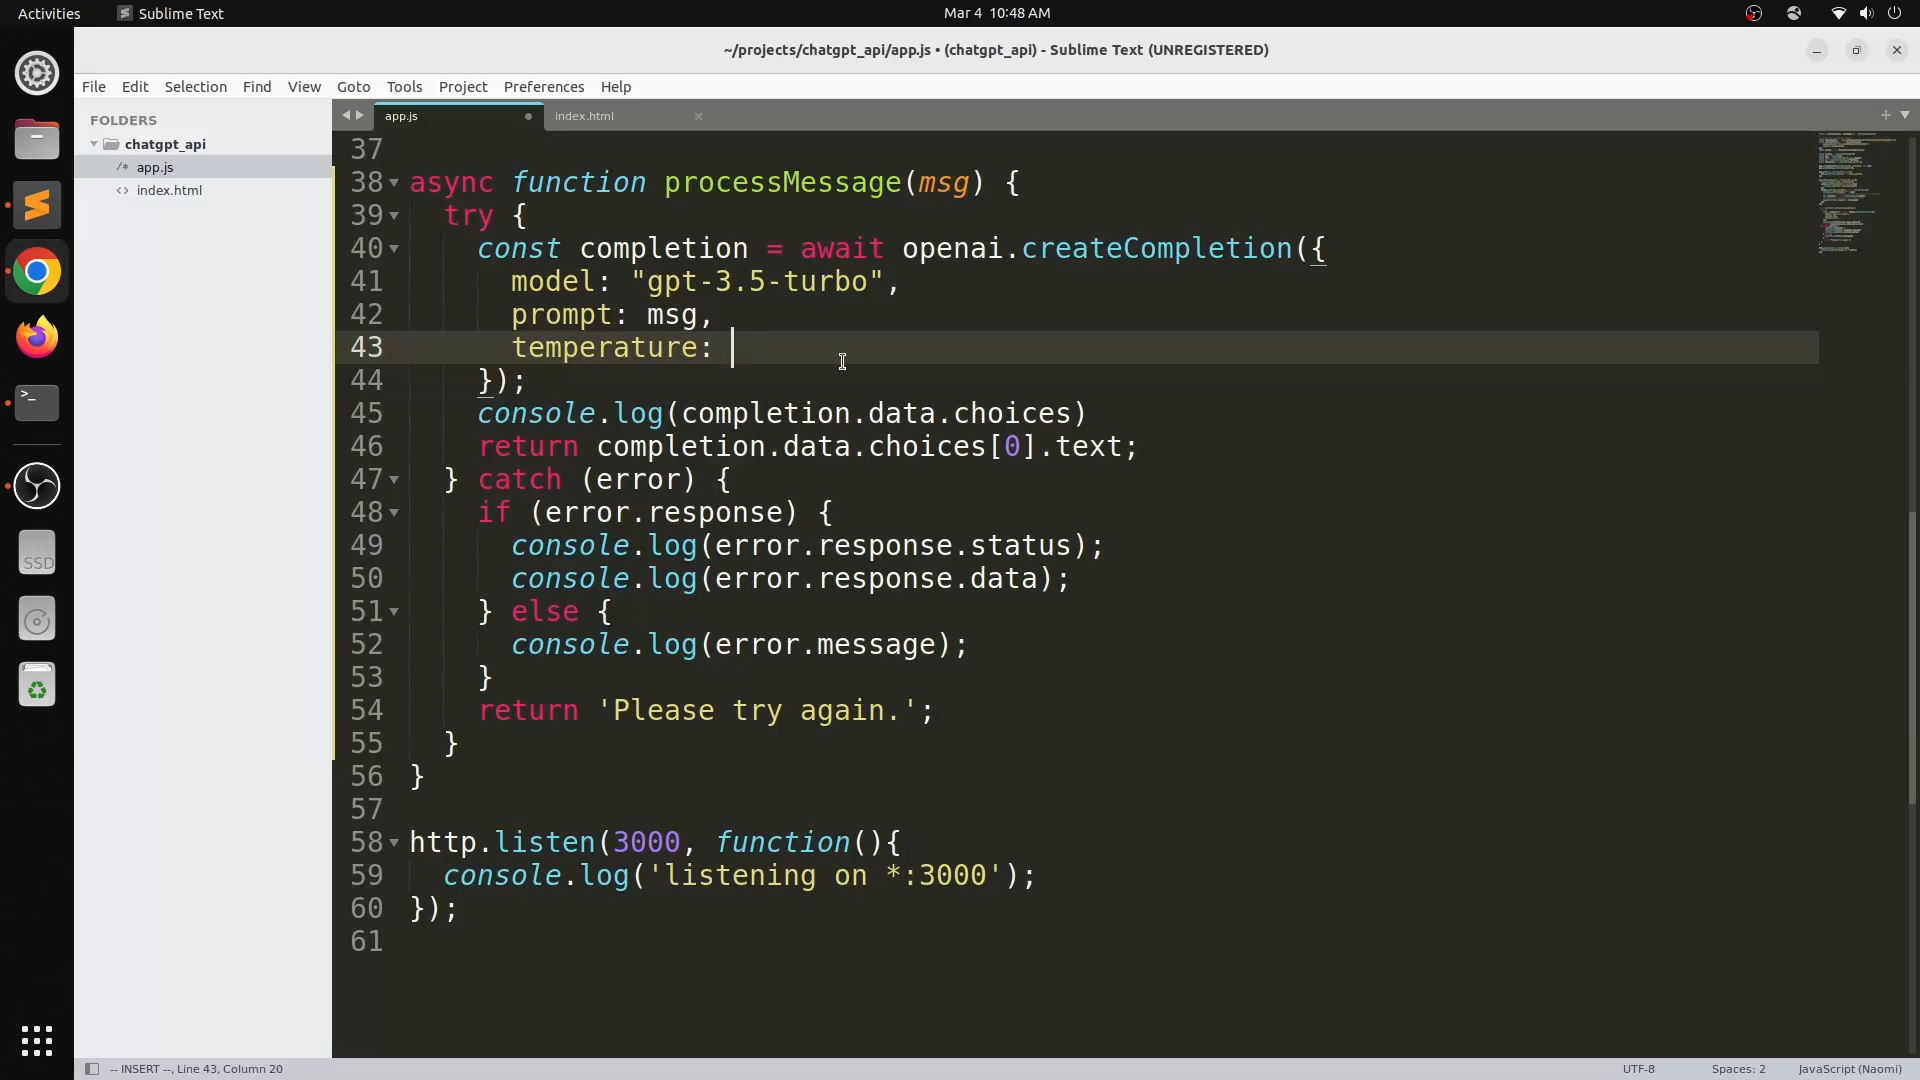 Activities Sublime Text Mar 4 10:48 AM
~/projects/chatgpt_api/app.js • (chatgpt_api) - Sublime Text (UNREGISTERED)
File Edit Selection Find View Goto Tools Project Preferences Help
FOLDERS
chatgpt_api
/* app.js
<> index.html
app.js index.html
37
38 async function processMessage(msg) {
39 try {
40 const completion = await openai.createCompletion({
41 model: "gpt-3.5-turbo",
42 prompt: msg,
43 temperature:
44 });
45 console.log(completion.data.choices)
46 return completion.data.choices[0].text;
47 } catch (error) {
48 if (error.response) {
49 console.log(error.response.status);
50 console.log(error.response.data);
51 } else {
52 console.log(error.message);
53 }
54 return 'Please try again.';
55 }
56 }
57
58 http.listen(3000, function(){
59 console.log('listening on *:3000');
60 });
61
SSD
-- INSERT --, Line 43, Column 20 UTF-8 Spaces: 2 JavaScript (Naomi)